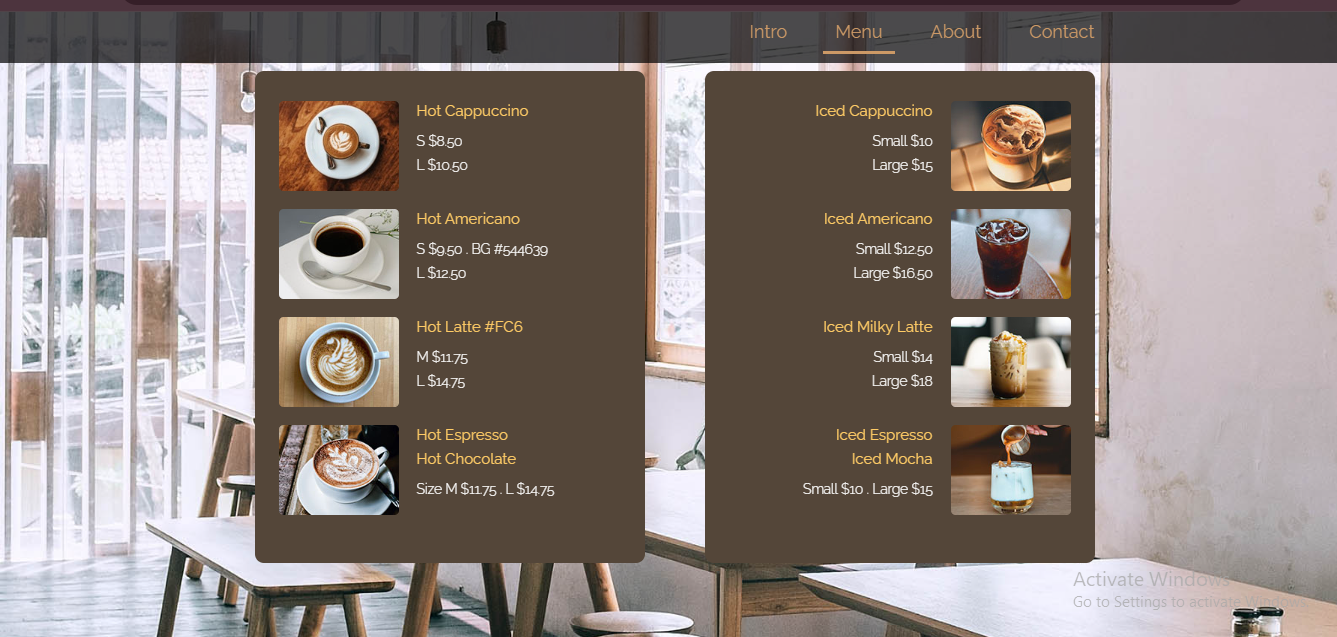 Intro Menu About Contact
Hot Cappuccino
S $8.50
L $10.50
Hot Americano
S $9.50 . BG #544639
L $12.50
Hot Latte #FC6
M $11.75
L $14.75
Hot Espresso
Hot Chocolate
Size M $11.75 . L $14.75
Iced Cappuccino
Small $10
Large $15
Iced Americano
Small $12.50
Large $16.50
Iced Milky Latte
Small $14
Large $18
Iced Espresso
Iced Mocha
Small $10 . Large $15
Activate Windows
Go to Settings to activate Windows.